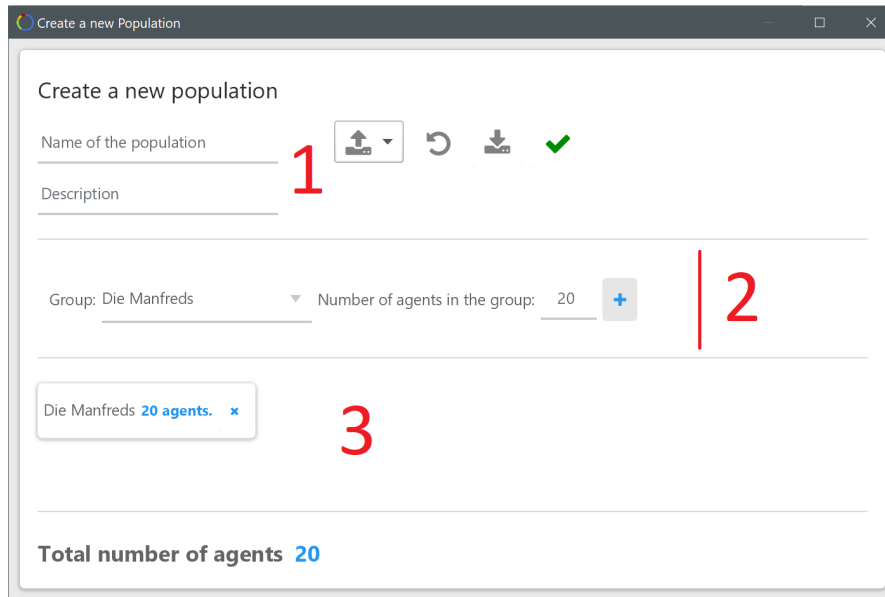 Create a new Population
Create a new population
Name of the population
1
Description
Group: Die Manfreds Number of agents in the group: 20
2
Die Manfreds 20 agents.
3
Total number of agents 20